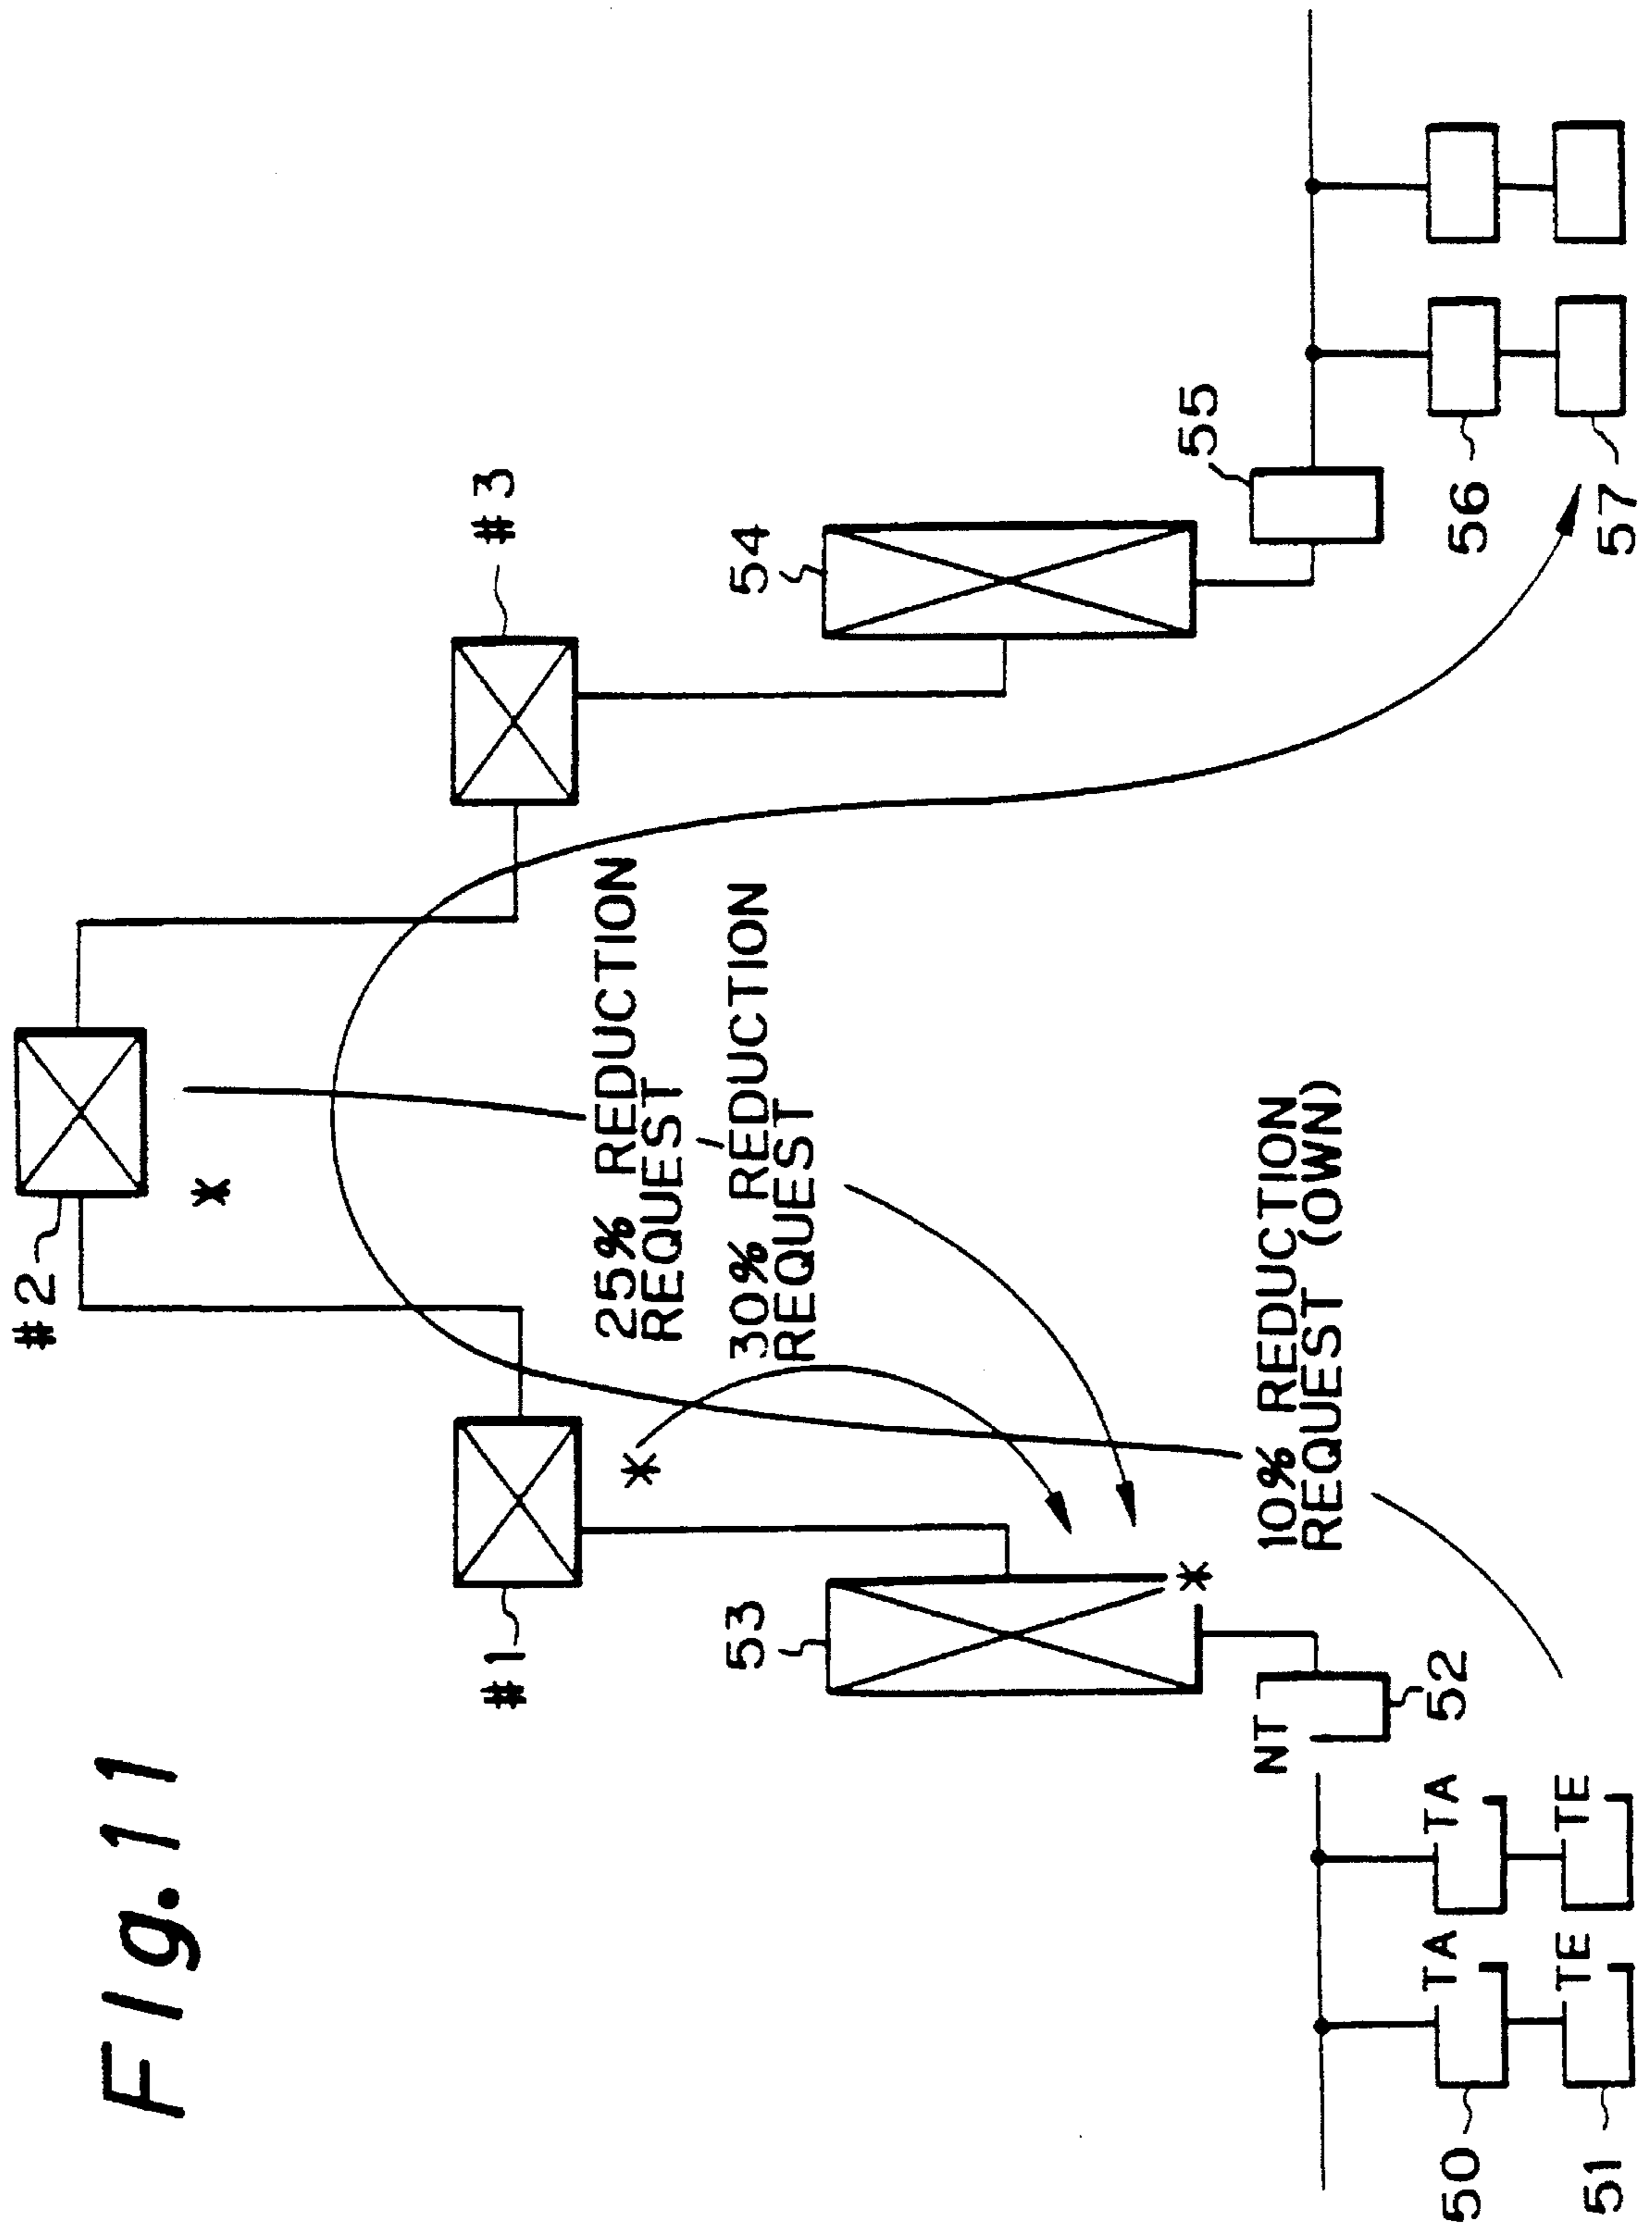 FIg. 11
#2
#1
#3
*
*
*
25% REDUCTION
REQUEST
30% REDUCTION
REQUEST
53
54
10% REDUCTION
REQUEST (OWN)
NT
52
55
TA
TA
50
56
TE
TE
51
57